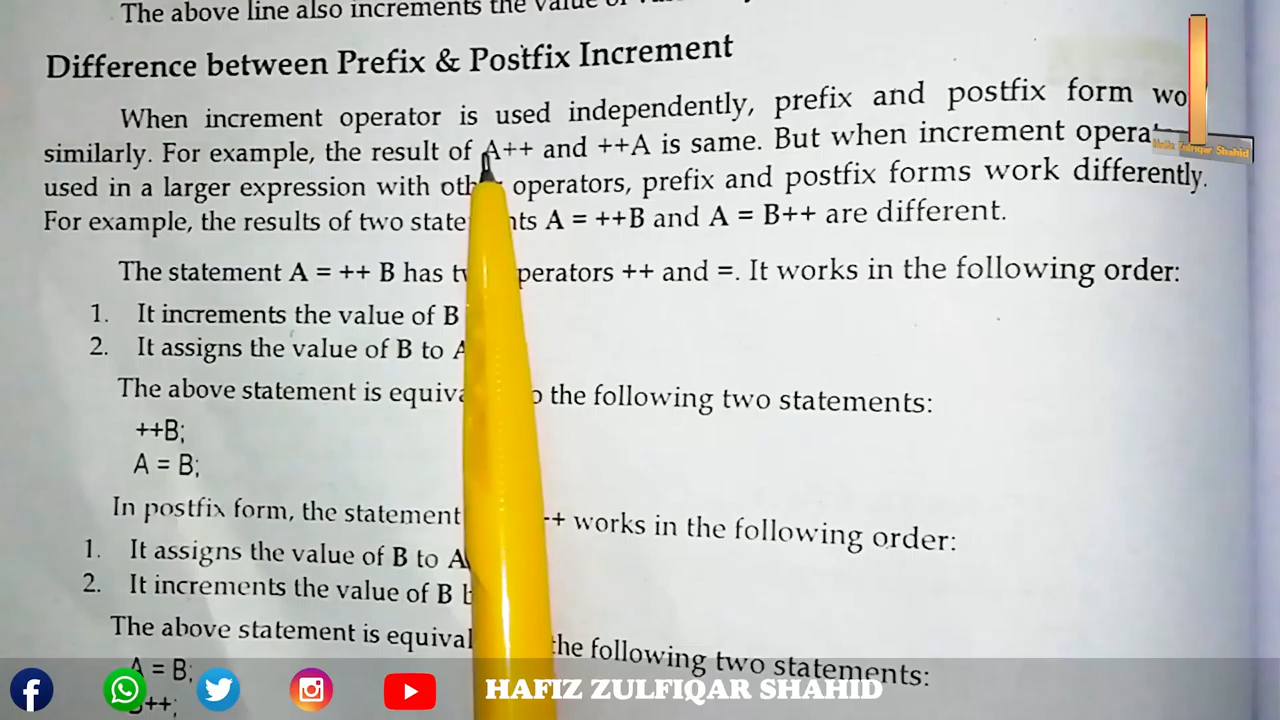 The above line also increments the value of
Difference between Prefix & Postfix Increment
When increment operator is used independently, prefix and postfix form wo
similarly. For example, the result of A++ and ++A is same. But when increment opera
Hafiz Zulfiqar Shahid
used in a larger expression with oth operators, prefix and postfix forms work differently.
For example, the results of two state nts A = ++B and A = B++ are different.
The statement A = ++ B has tw perators ++ and =. It works in the following order:
1. It increments the value of B
2. It assigns the value of B to A
The above statement is equiva o the following two statements:
++B;
A = B;
In postfix form, the statement + works in the following order:
1. It assigns the value of B to A
2. It increments the value of B b
The above statement is equival the following two statements:
A = B;
B++;
HAFIZ ZULFIQAR SHAHID